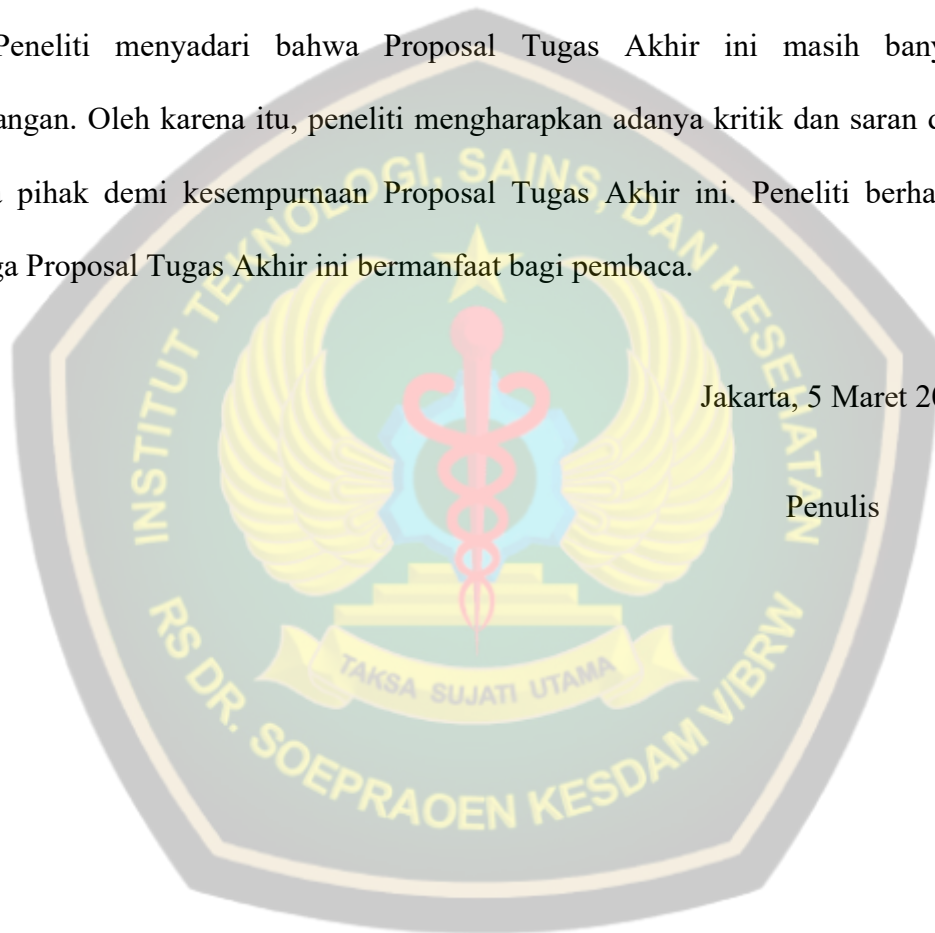 Peneliti menyadari bahwa Proposal Tugas Akhir ini masih bany
angan. Oleh karena itu, peneliti mengharapkan adanya kritik dan saran d
pihak demi kesempurnaan Proposal Tugas Akhir ini. Peneliti berha
ga Proposal Tugas Akhir ini bermanfaat bagi pembaca.
Jakarta, 5 Maret 20
Penulis
INSTITUT TEKNOLOGI, SAINS, DAN KESEHATAN
TAKSA SUJATI UTAMA
RS DR. SOEPRAOEN KESDAM V/BRW